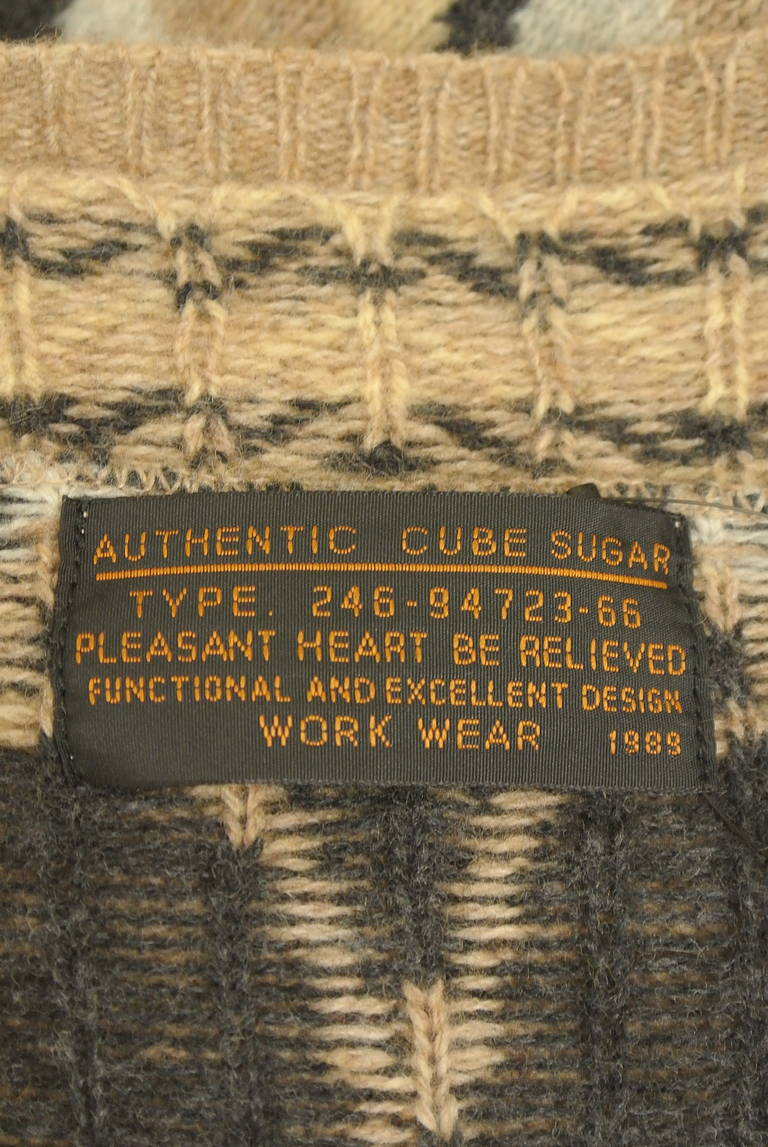 AUTHENTIC CUBE SUGAR
TYPE. 246-94723-66
PLEASANT HEART BE RELIEVED
FUNCTIONAL AND EXCELLENT DESIGN
WORK WEAR 1989